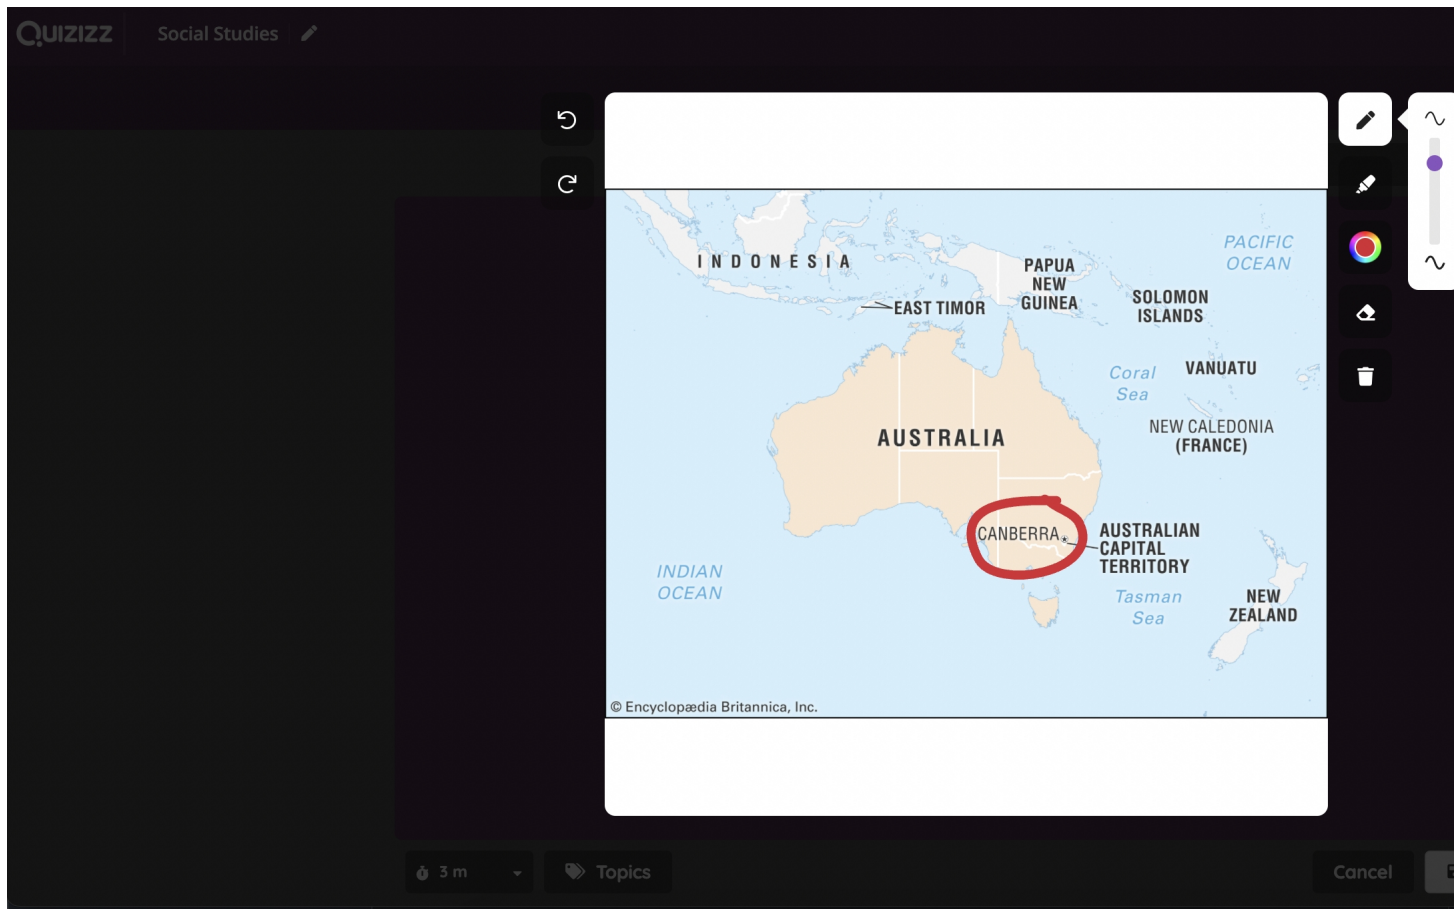 QUIZIZZ
Social Studies
PACIFIC
OCEAN
INDONESIA
PAPUA
NEW
GUINEA
EAST TIMOR
SOLOMON
ISLANDS
Coral
Sea
VANUATU
NEW CALEDONIA
(FRANCE)
AUSTRALIA
CANBERRA
AUSTRALIAN
CAPITAL
TERRITORY
INDIAN
OCEAN
Tasman
Sea
NEW
ZEALAND
© Encyclopædia Britannica, Inc.
3 m
Topics
Cancel